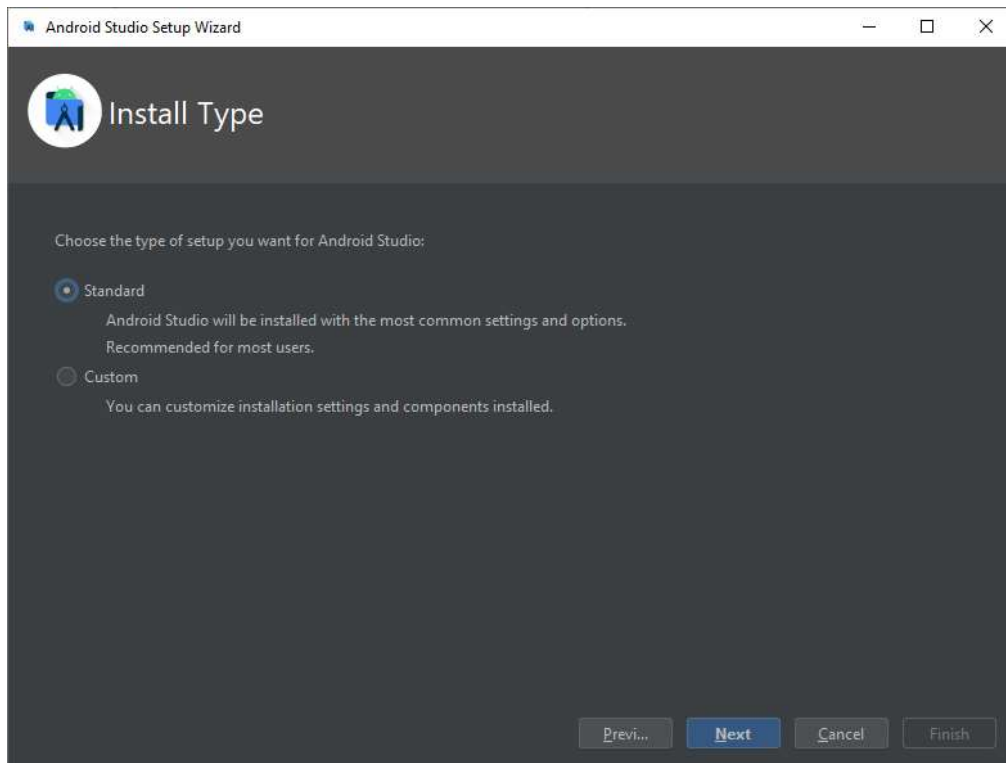 Android Studio Setup Wizard
Install Type
Choose the type of setup you want for Android Studio:
Standard
Android Studio will be installed with the most common settings and options.
Recommended for most users.
Custom
You can customize installation settings and components installed.
Previ... Next Cancel Finish